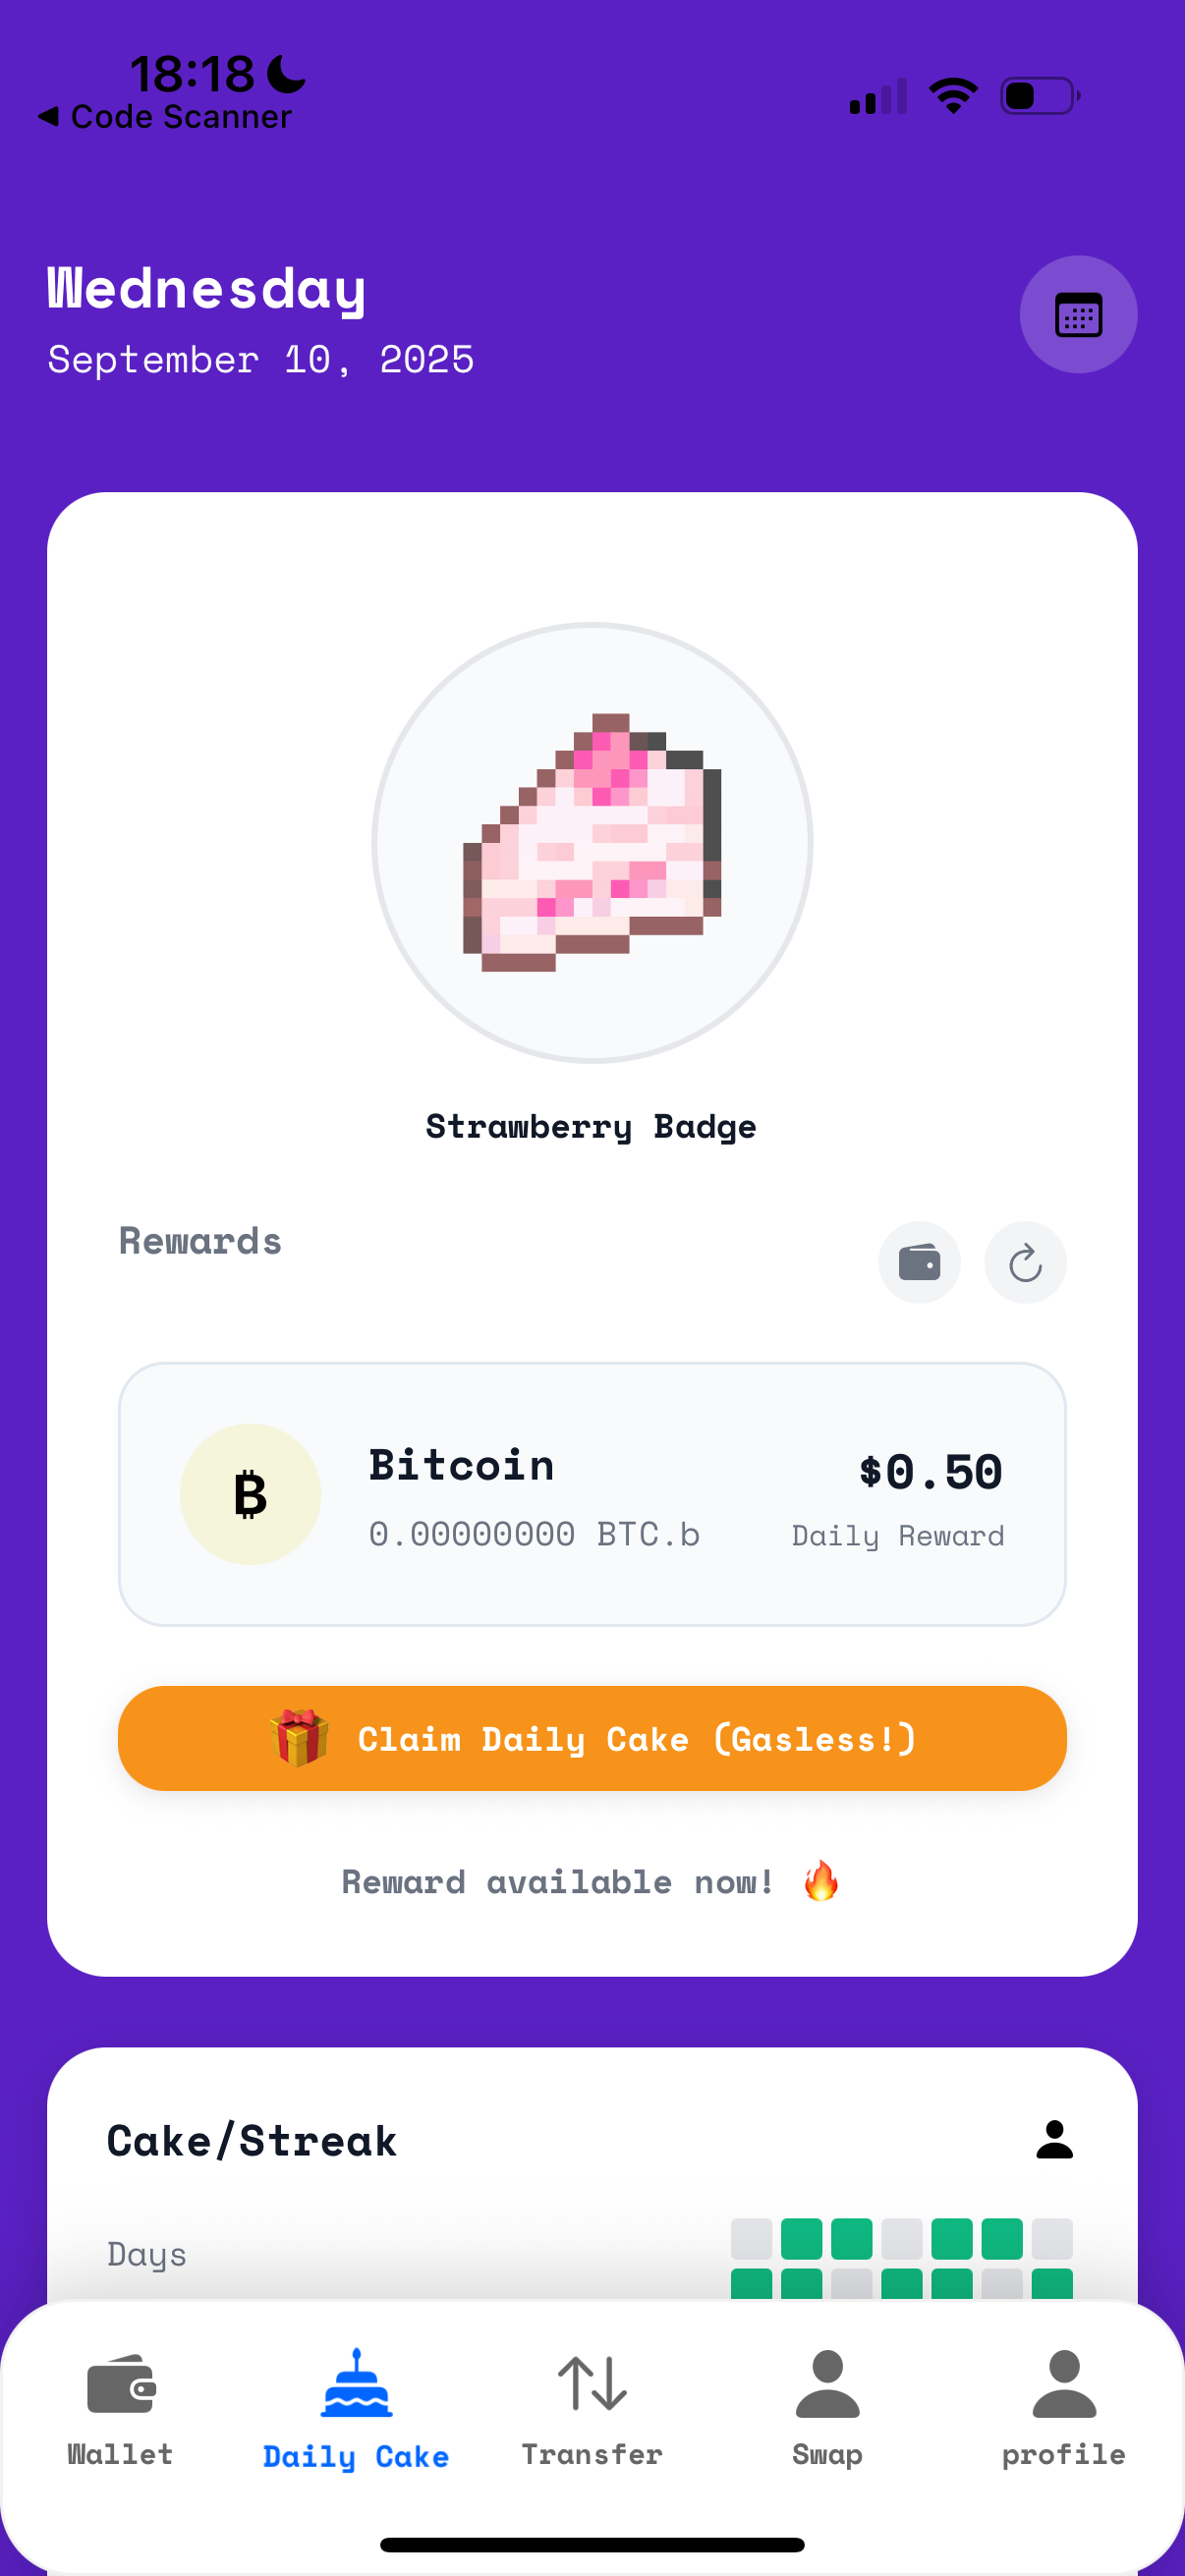 18:18
Code Scanner
Wednesday
September 10, 2025
Strawberry Badge
Rewards
Bitcoin
$0.50
0.00000000 BTC.b
Daily Reward
Claim Daily Cake (Gasless!)
Reward available now! 🔥
Cake/Streak
Days
Wallet
Daily Cake
Transfer
Swap
profile